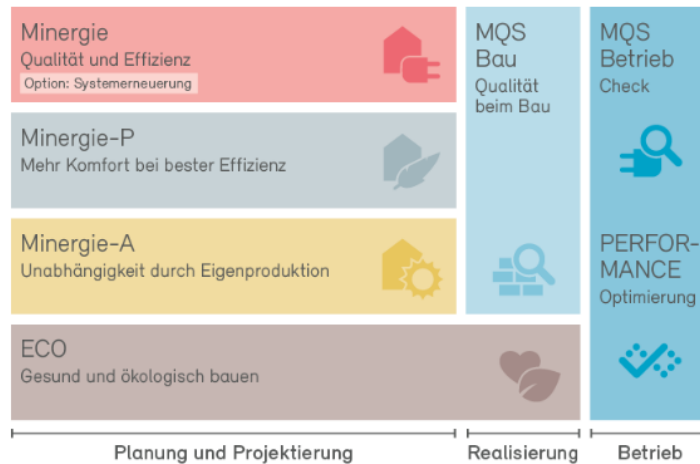 Minergie
Qualität und Effizienz
Option: Systemerneuerung
Minergie-P
Mehr Komfort bei bester Effizienz
Minergie-A
Unabhängigkeit durch Eigenproduktion
ECO
Gesund und ökologisch bauen
MQS
Bau
Qualität
beim Bau
MQS
Betrieb
Check
PERFOR-
MANCE
Optimierung
Planung und Projektierung
Realisierung
Betrieb